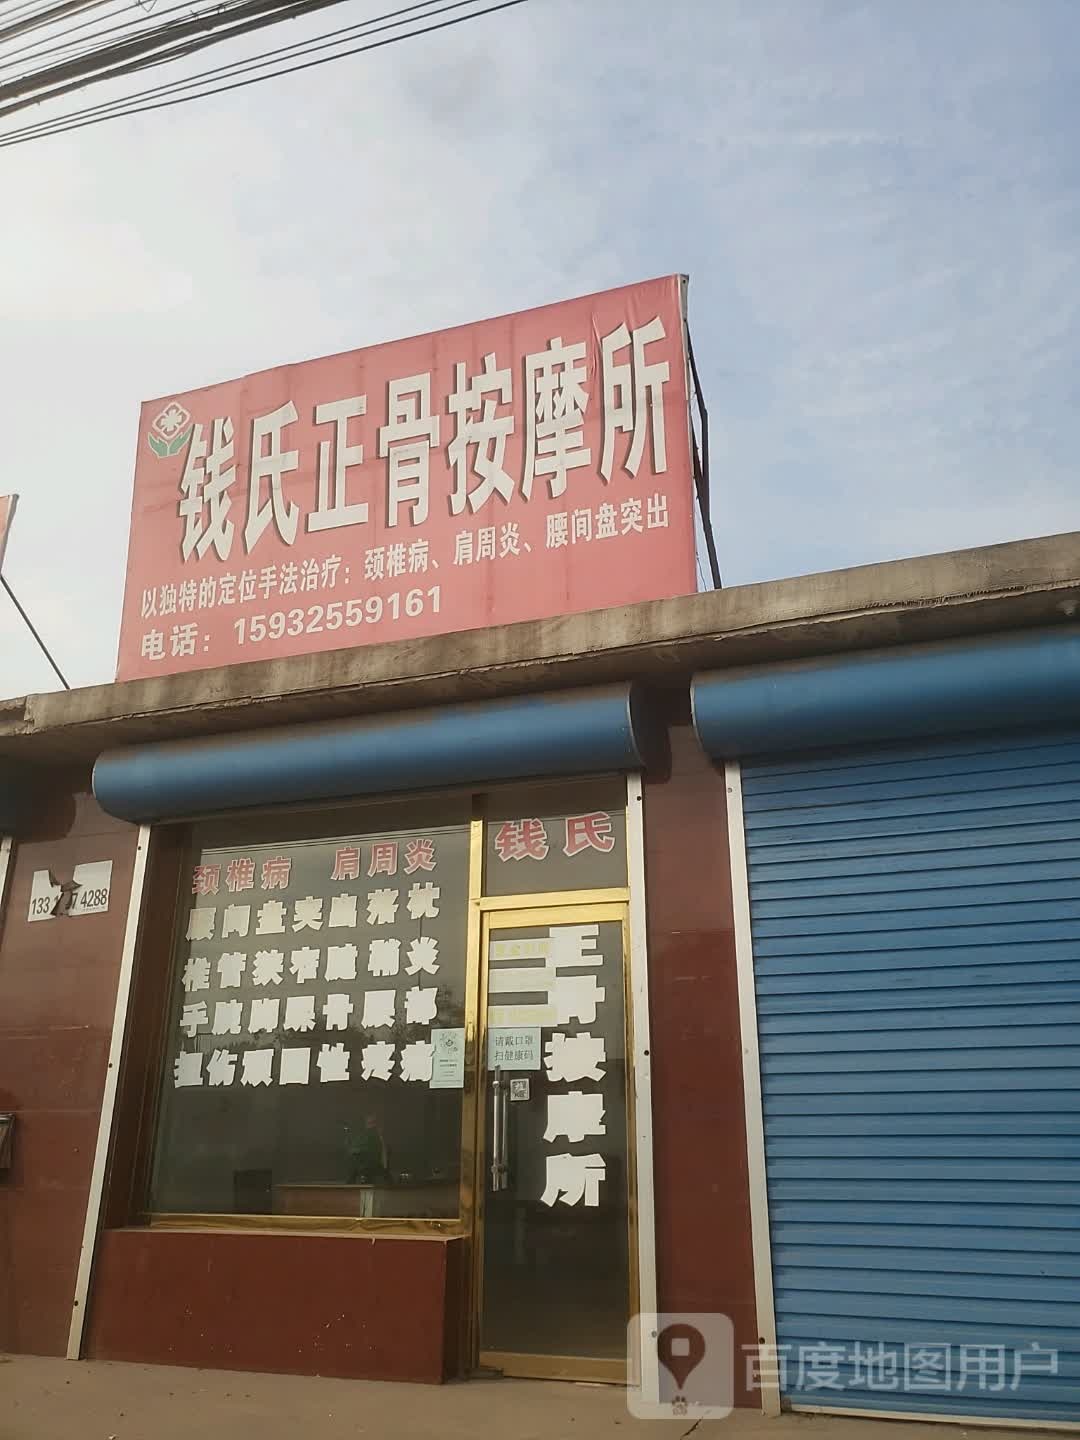 钱氏正骨按摩所
以独特的定位手法治疗：颈椎病、肩周炎、腰间盘突出
电话：15932559161
颈椎病 肩周炎
腰间盘突出落枕
椎管狭窄腱鞘炎
手腕脚踝骨腰部
扭伤顽固性疼痛
钱氏
正骨按摩所
请戴口罩
扫健康码
4288
百度地图用户